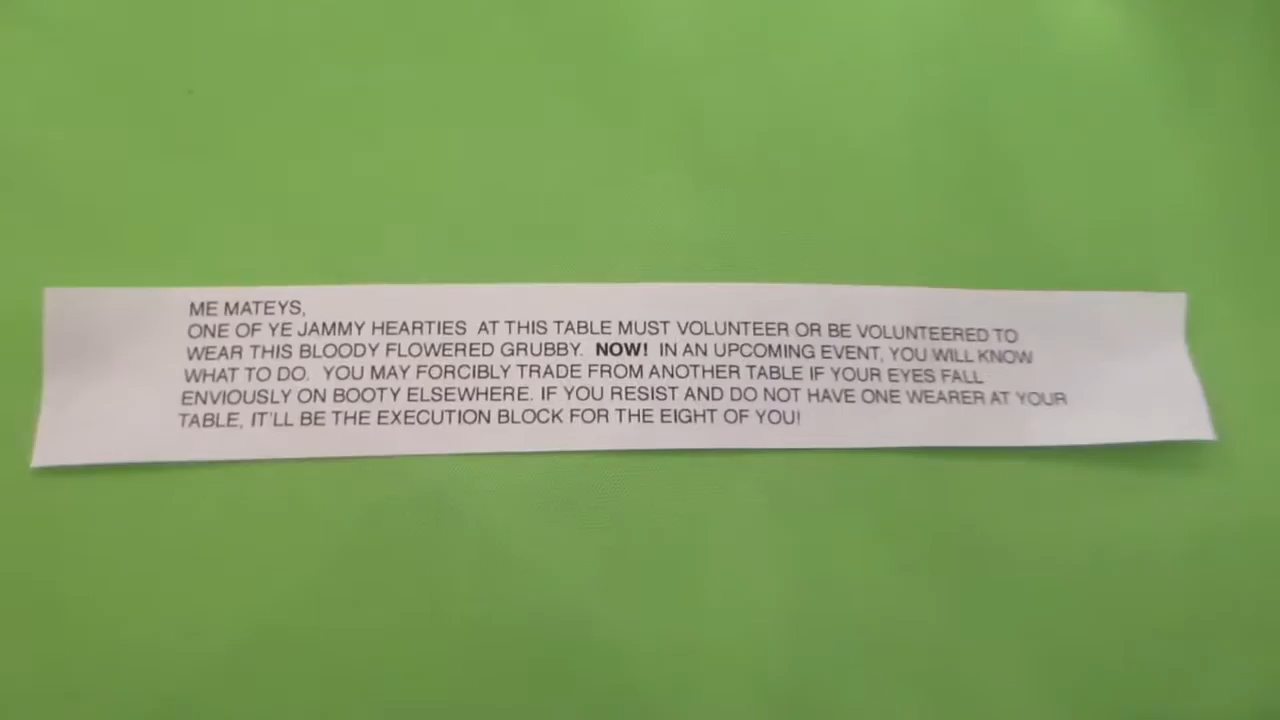 ME MATEYS,
ONE OF YE JAMMY HEARTIES  AT THIS TABLE MUST VOLUNTEER OR BE VOLUNTEERED TO
WEAR THIS BLOODY FLOWERED GRUBBY.  NOW!  IN AN UPCOMING EVENT, YOU WILL KNOW
WHAT TO DO.  YOU MAY FORCIBLY TRADE FROM ANOTHER TABLE IF YOUR EYES FALL
ENVIOUSLY ON BOOTY ELSEWHERE. IF YOU RESIST AND DO NOT HAVE ONE WEARER AT YOUR
TABLE, IT'LL BE THE EXECUTION BLOCK FOR THE EIGHT OF YOU!